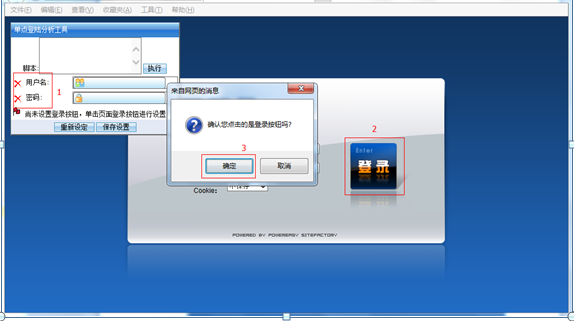 文件(F) 编辑(E) 查看(V) 收藏夹(A) 工具(T) 帮助(H)
单点登陆分析工具
脚本:
执行
用户名:
密码:
1
尚未设置登录按钮，单击页面登录按钮进行设置
重新设定 保存设置
来自网页的消息
确认您点击的是登录按钮吗?
3
确定 取消
2
Enter
登录
Cookie: 不保存
POWERED BY POWEREASY SITEFACTORY